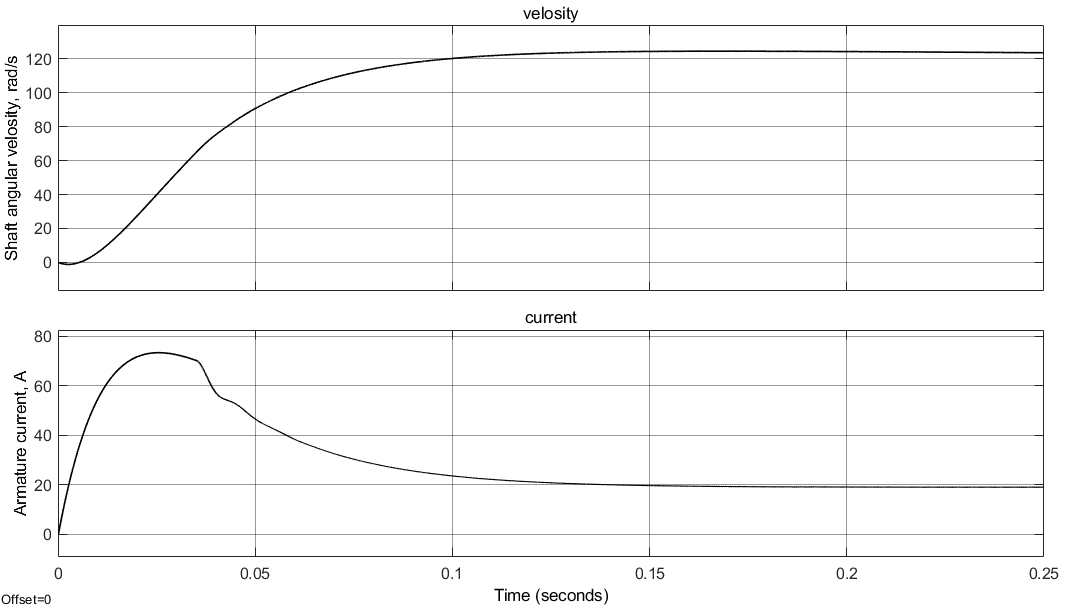 velosity
Shaft angular velosity, rad/s
120
100
80
60
40
20
0
current
Armature current, A
80
60
40
20
0
0 0.05 0.1 0.15 0.2 0.25
Time (seconds)
Offset=0